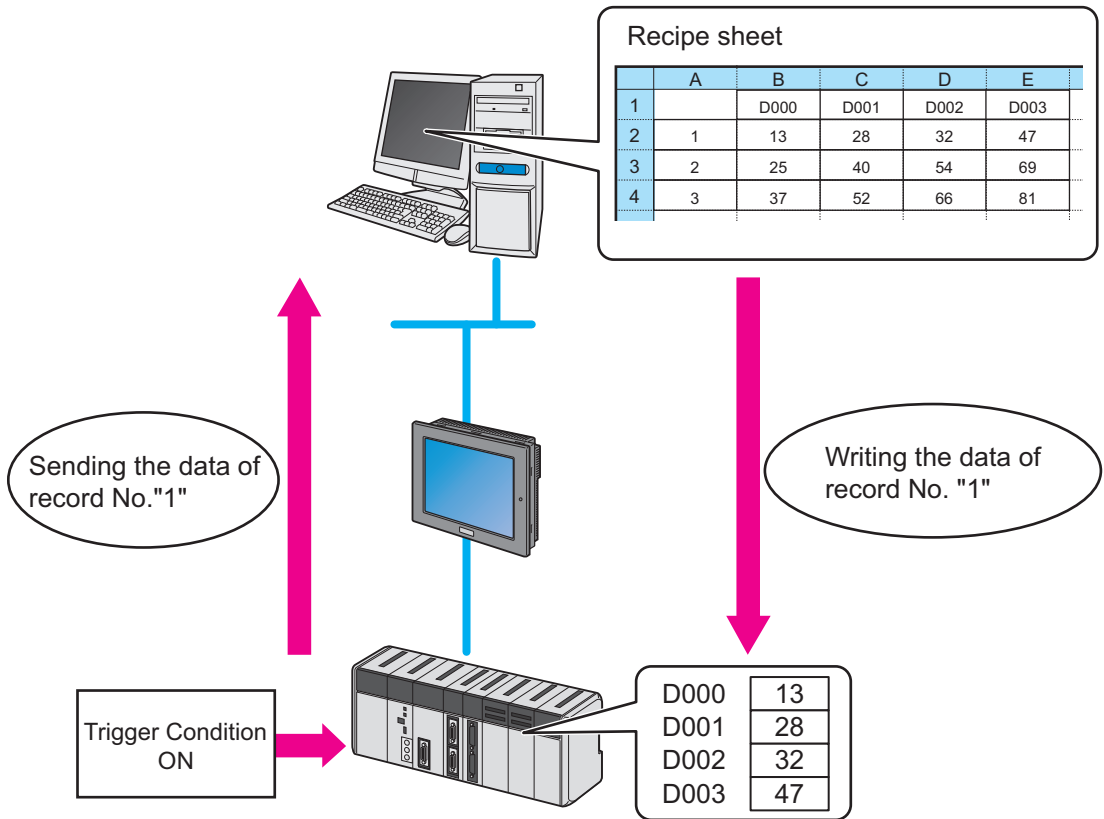 Recipe sheet
A B C D E
1 D000 D001 D002 D003
2 1 13 28 32 47
3 2 25 40 54 69
4 3 37 52 66 81
Sending the data of
record No."1"
Writing the data of
record No. "1"
Trigger Condition
ON
D000 13
D001 28
D002 32
D003 47